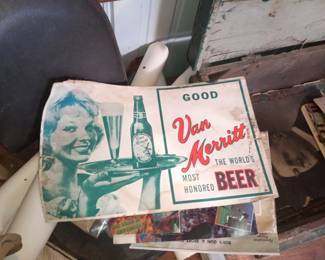 GOOD
Van
Merritt
THE WORLD'S
MOST
HONORED BEER